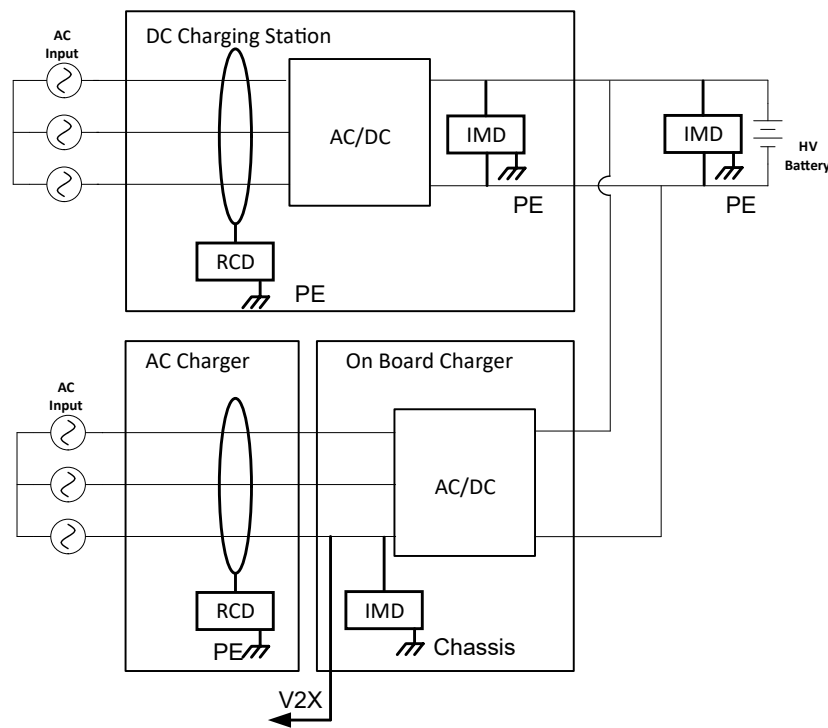 AC
Input
DC Charging Station
AC/DC
IMD
IMD
HV
Battery
PE
PE
RCD
PE
AC Charger
On Board Charger
AC
Input
AC/DC
RCD
IMD
PE
Chassis
V2X